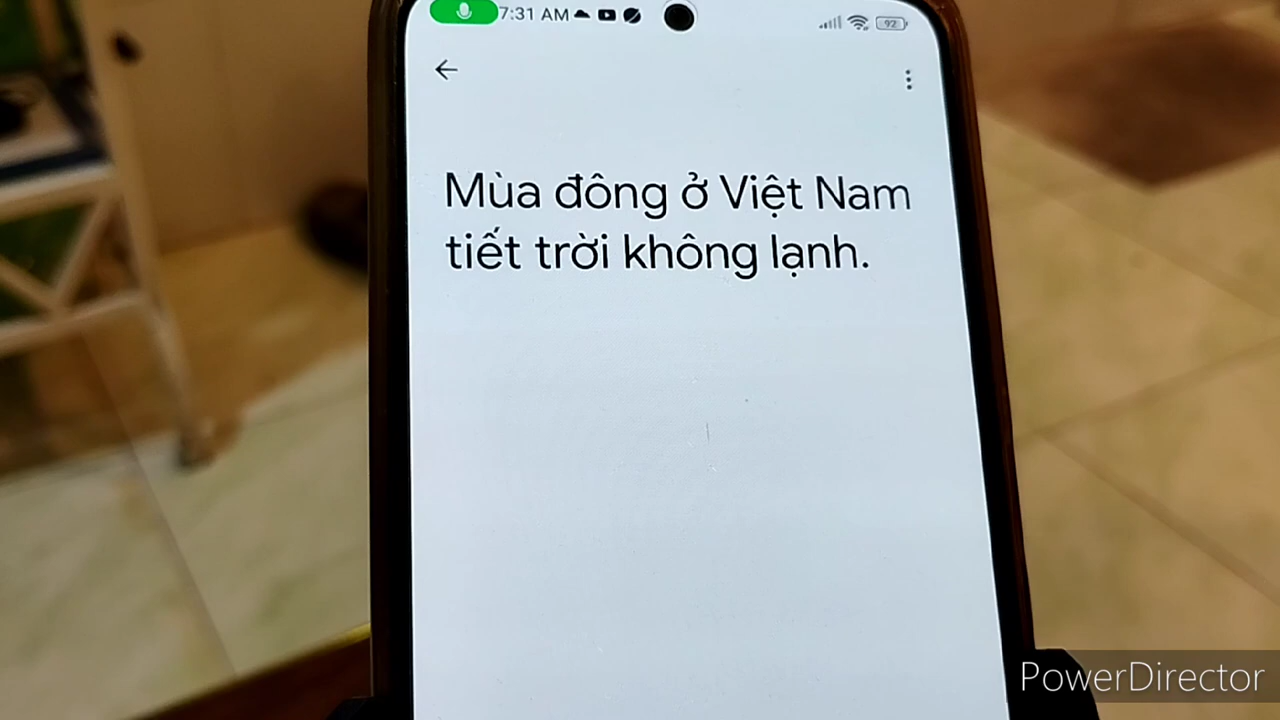 7:31 AM 92
Mùa đông ở Việt Nam
tiết trời không lạnh.
PowerDirector